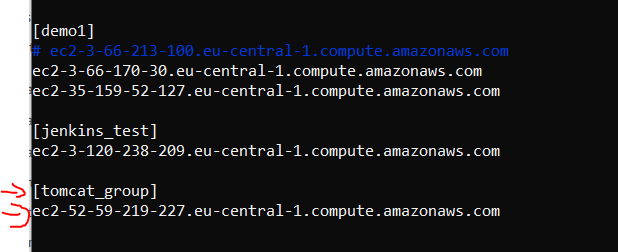 [demo1]
# ec2-3-66-213-100.eu-central-1.compute.amazonaws.com
ec2-3-66-170-30.eu-central-1.compute.amazonaws.com
ec2-35-159-52-127.eu-central-1.compute.amazonaws.com
[jenkins_test]
ec2-3-120-238-209.eu-central-1.compute.amazonaws.com
[tomcat_group]
ec2-52-59-219-227.eu-central-1.compute.amazonaws.com